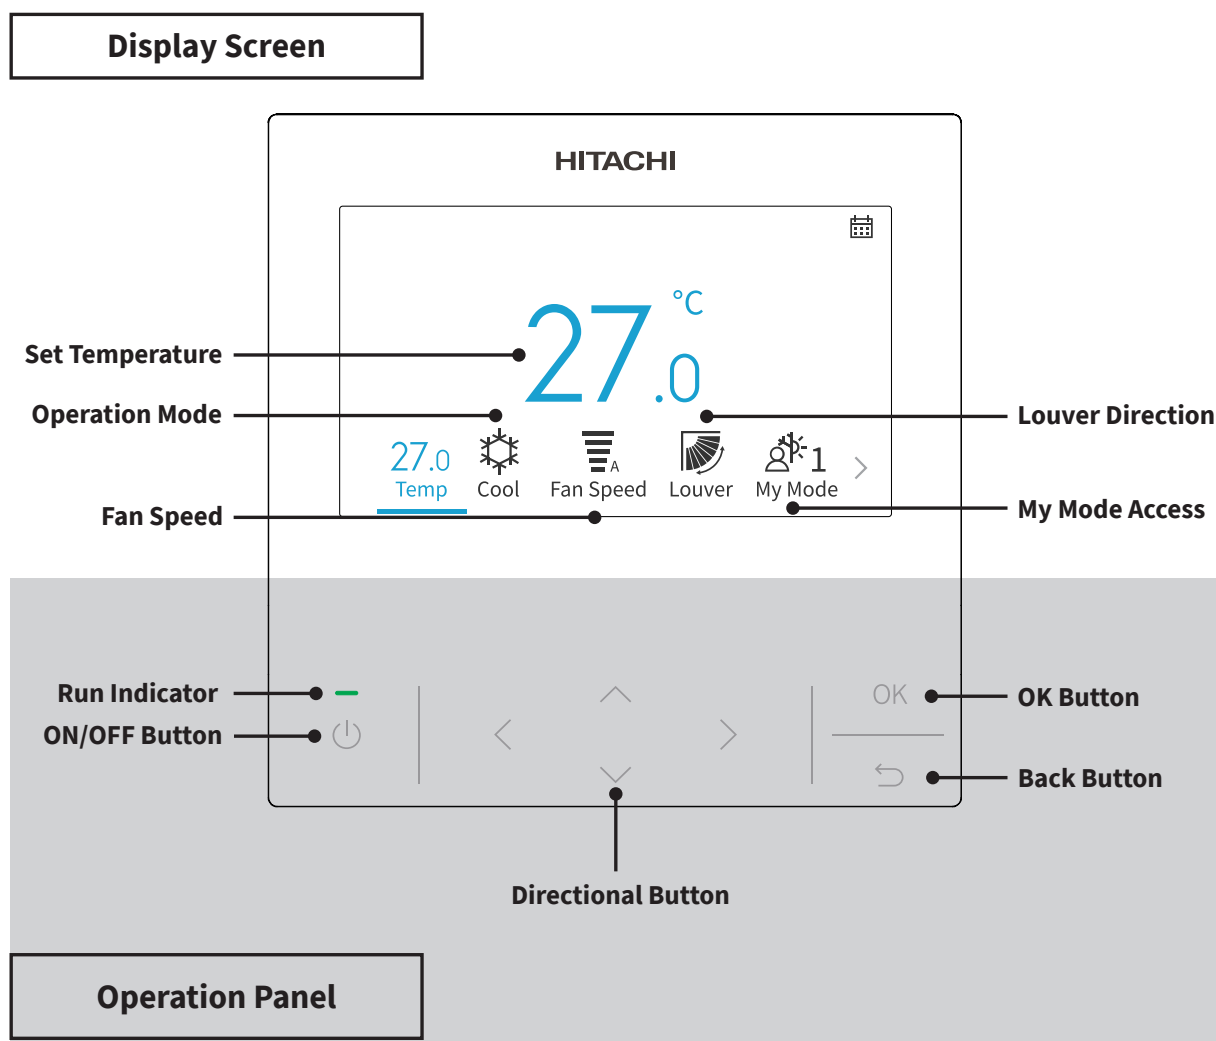 Display Screen
HITACHI
27.0 °C
Set Temperature
Operation Mode
Louver Direction
27.0
A
1
Temp
Cool
Fan Speed
Louver
My Mode
Fan Speed
My Mode Access
Run Indicator
OK
OK Button
ON/OFF Button
Back Button
Directional Button
Operation Panel